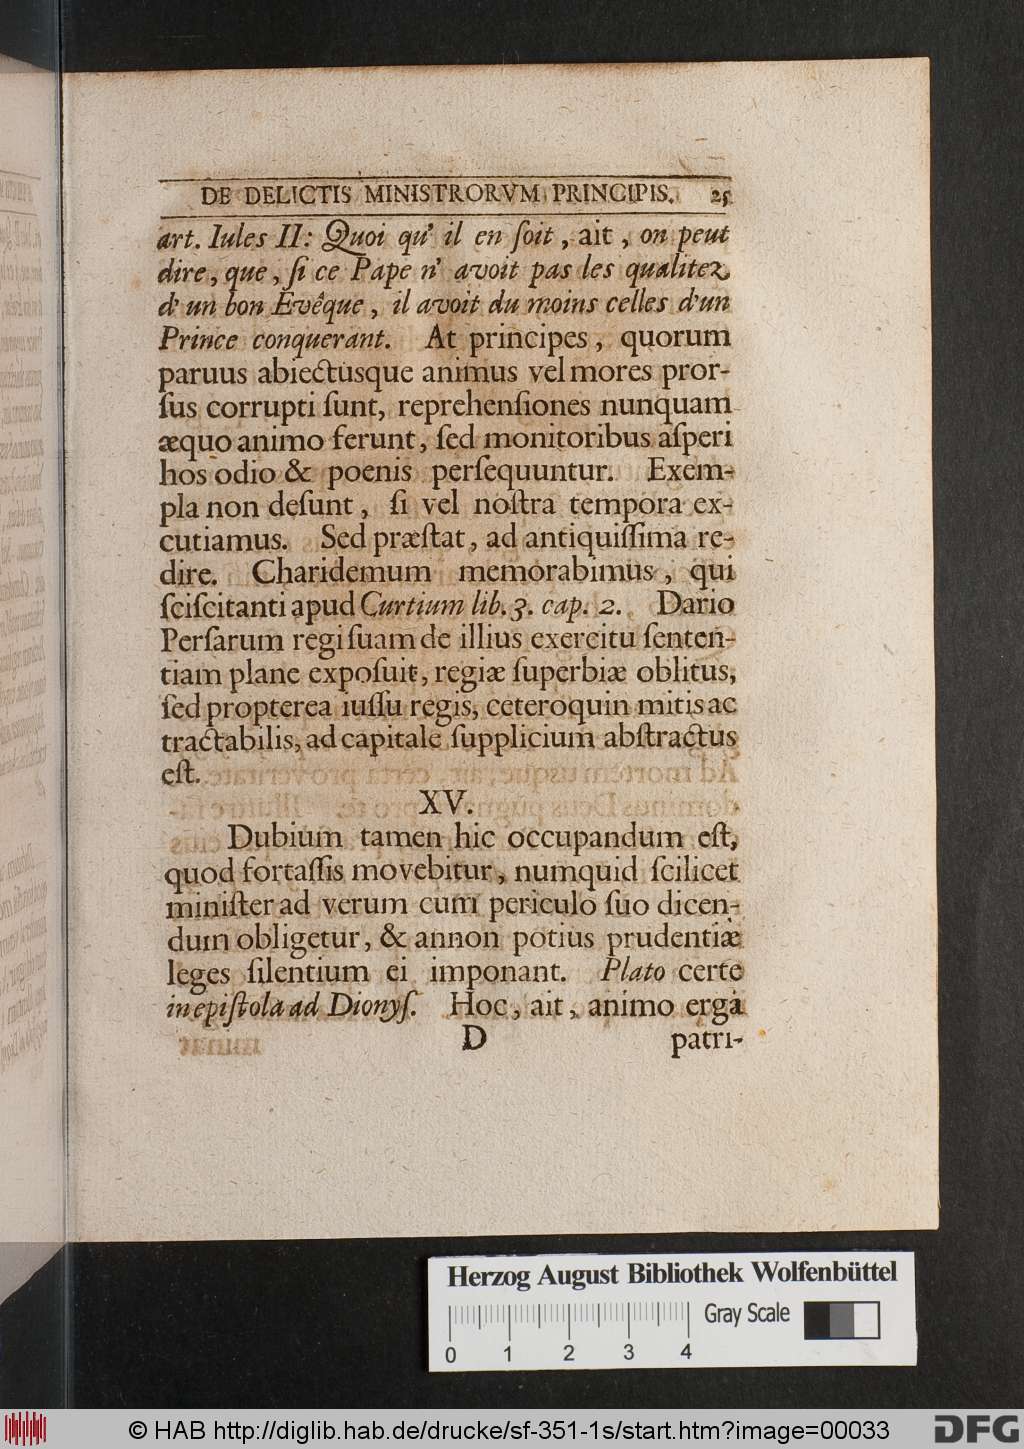 DE DELICTIS MINISTRORVM PRINCIPIS. 25
art. Iules II: Quoi qu' il en ſoit, ait, on peut
dire, que, ſi ce Pape n' avoit pas les qualitez
d' un bon Evêque, il avoit du moins celles d'un
Prince conquerant. At principes, quorum
paruus abiectusque animus vel mores pror-
ſus corrupti ſunt, reprehenſiones nunquam
æquo animo ferunt, ſed monitoribus aſperi
hos odio & poenis perſequuntur. Exem-
pla non deſunt, ſi vel noſtra tempora ex-
cutiamus. Sed præſtat, ad antiquiſſima re-
dire. Charidemum memorabimus, qui
ſciſcitanti apud Curtium lib. 3. cap. 2. Dario
Perſarum regi ſuam de illius exercitu ſenten-
tiam plane expoſuit, regiæ ſuperbiæ oblitus,
ſed propterea iuſſu regis, ceteroquin mitis ac
tractabilis, ad capitale ſupplicium abſtractus
eſt.
XV.
Dubium tamen hic occupandum eſt,
quod fortaſſis movebitur, numquid ſcilicet
miniſter ad verum cum periculo ſuo dicen-
dum obligetur, & annon potius prudentiæ
leges ſilentium ei imponant. Plato certe
in epiſtola ad Dionyſ. Hoc, ait, animo erga
D patri-
Herzog August Bibliothek Wolfenbüttel
Gray Scale
0 1 2 3 4
© HAB http://diglib.hab.de/drucke/sf-351-1s/start.htm?image=00033
DFG